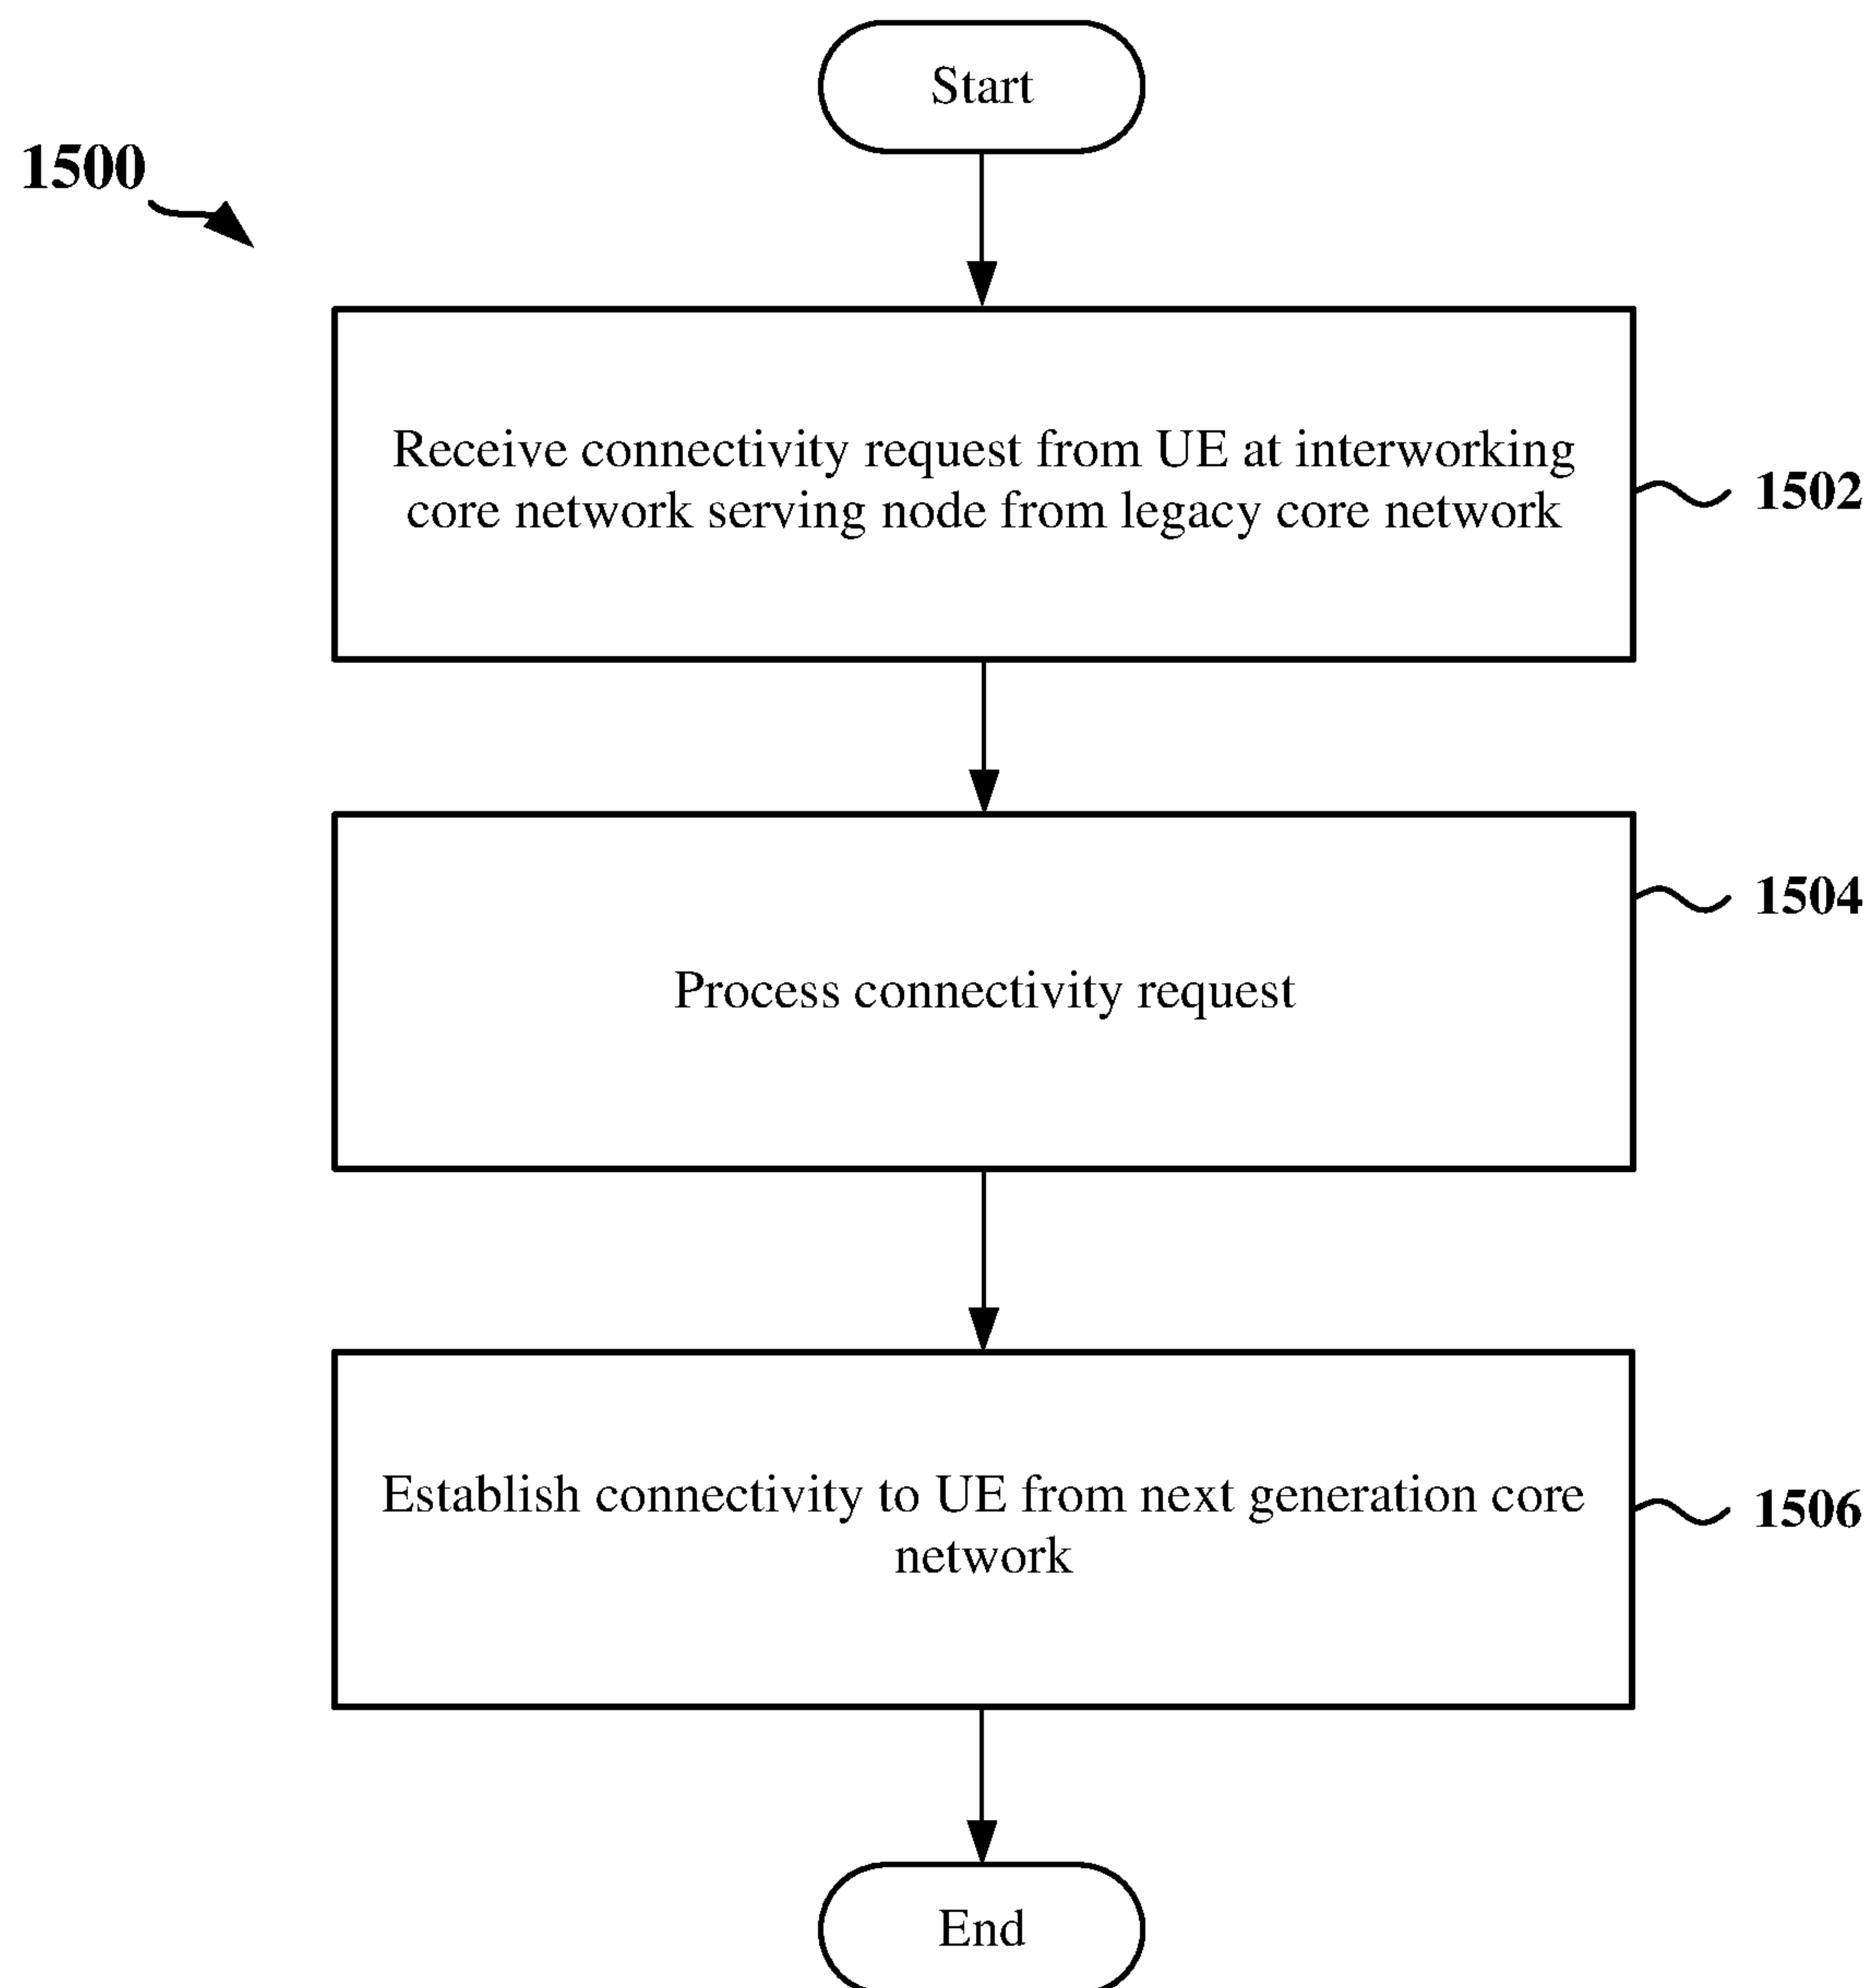 Start
1500
Receive connectivity request from UE at interworking
core network serving node from legacy core network
1502
1504
Process connectivity request
Establish connectivity to UE from next generation core
network
1506
End